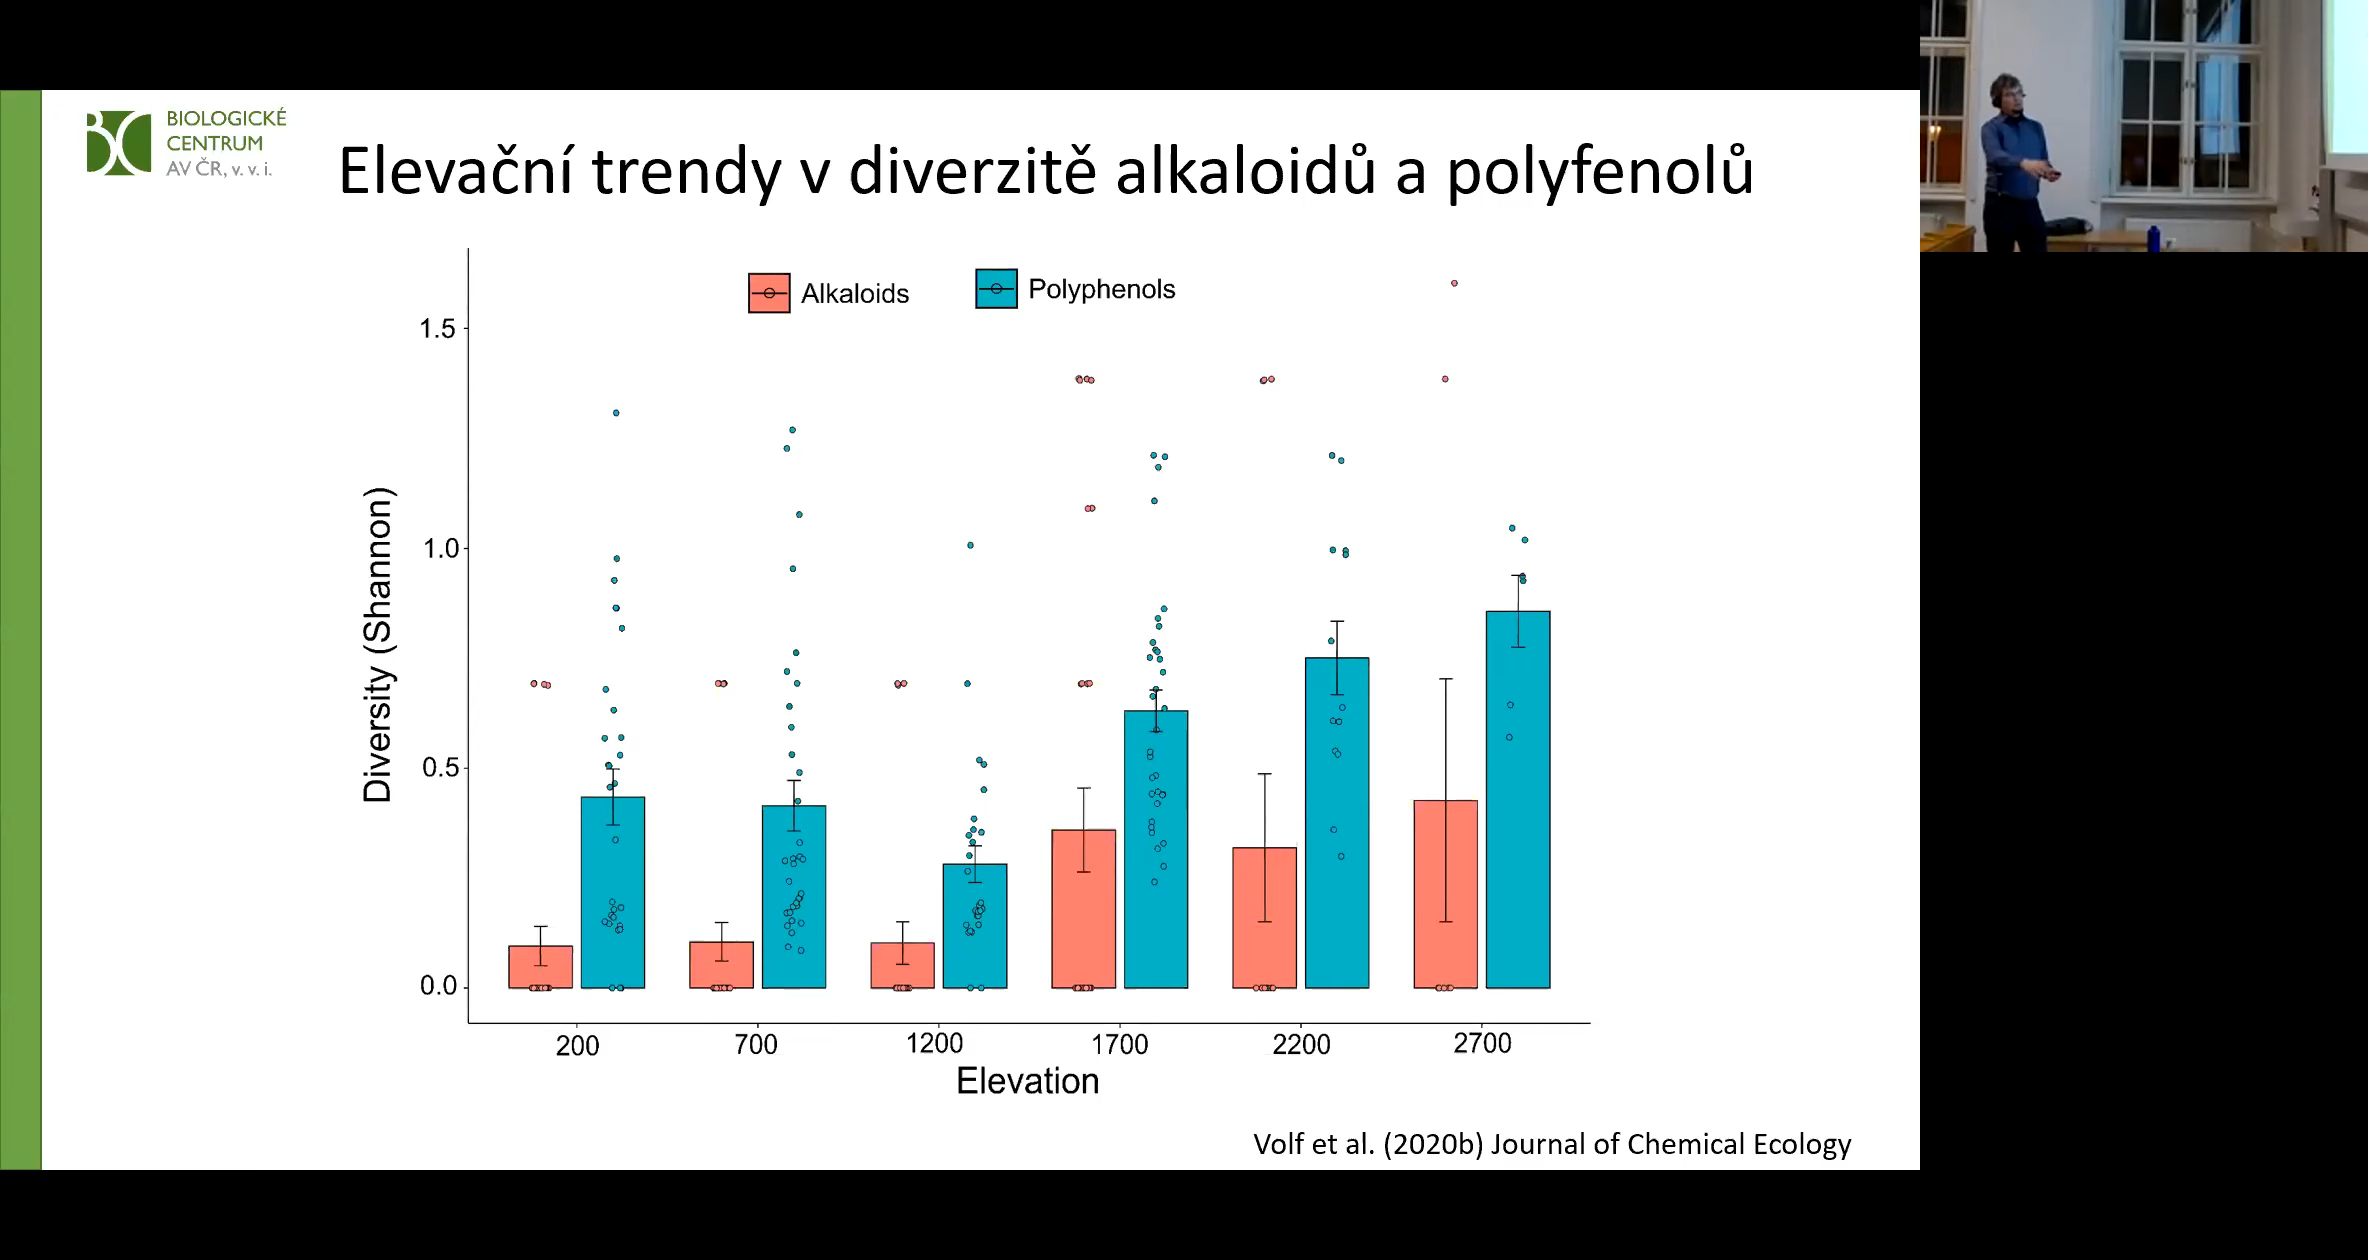 BIOLOGICKÉ
CENTRUM
AV ČR, v. v. i.
Elevační trendy v diverzitě alkaloidů a polyfenolů
Alkaloids
Polyphenols
Diversity (Shannon)
1.5
1.0
0.5
0.0
200
700
1200
1700
2200
2700
Elevation
Volf et al. (2020b) Journal of Chemical Ecology